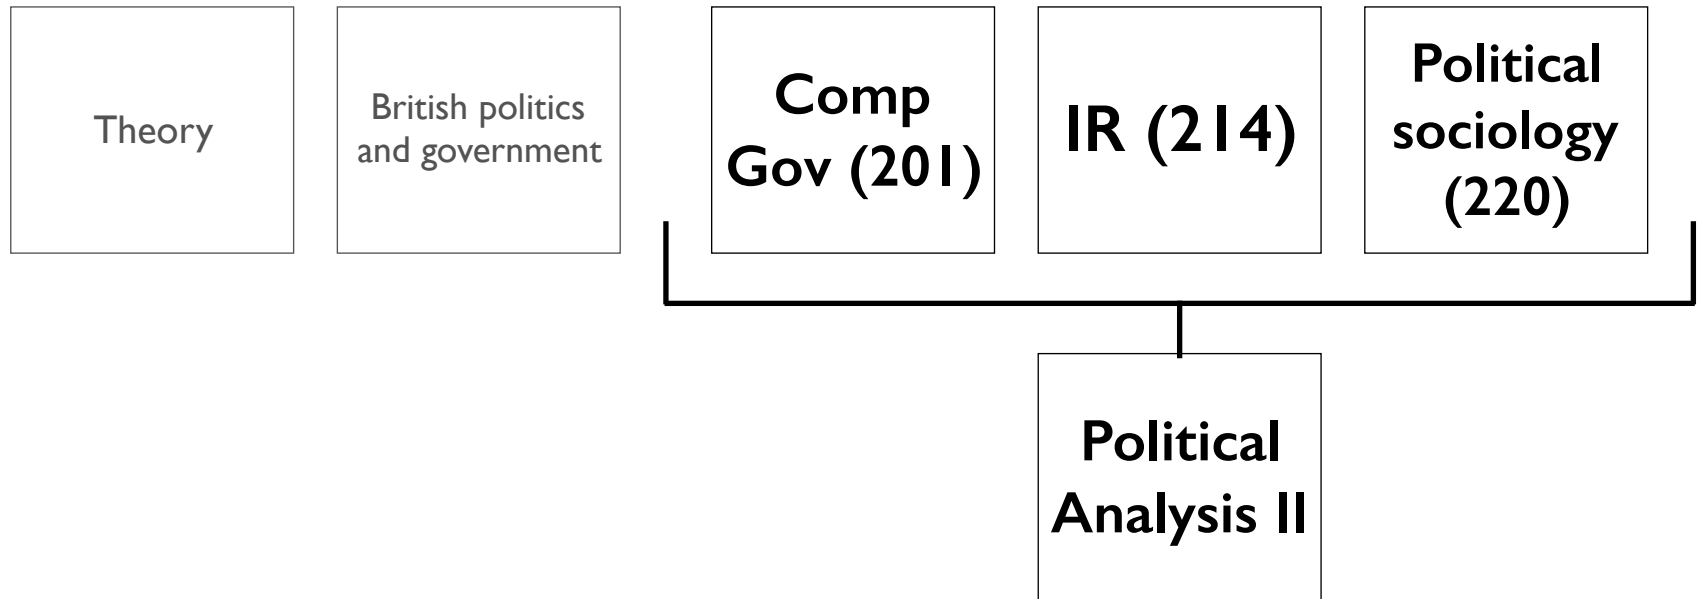 Theory
British politics
and government
Comp
Gov (201)
IR (214)
Political
sociology
(220)
Political
Analysis II